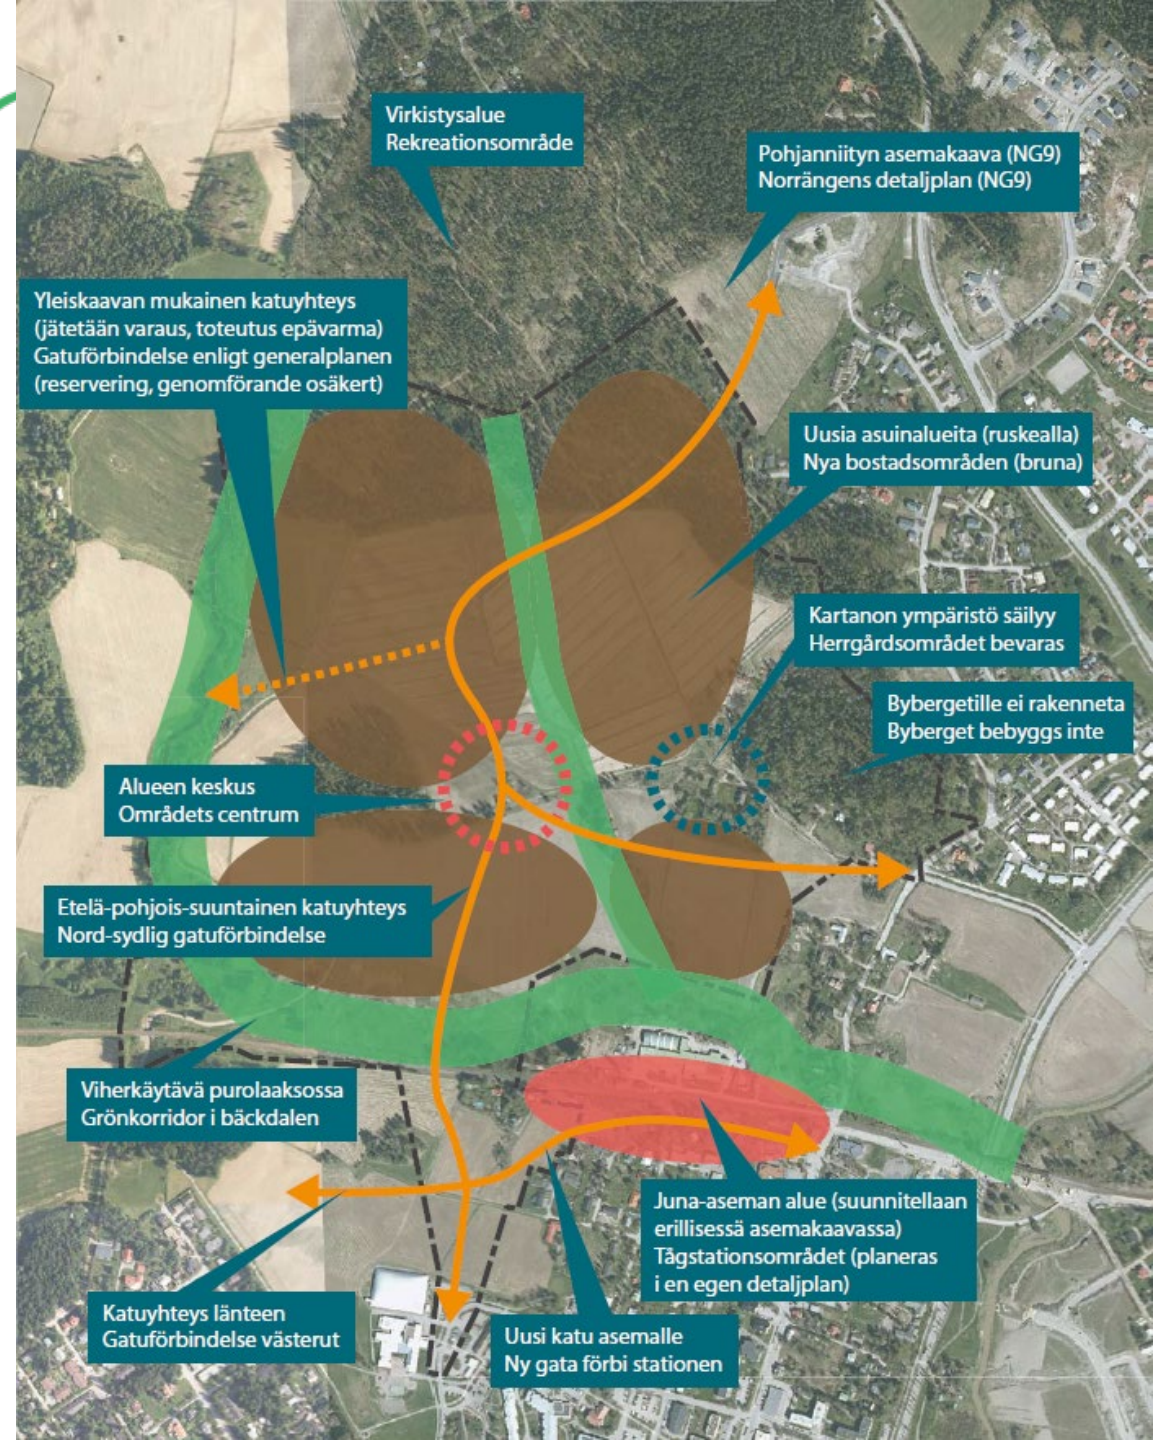 Virkistysalue
Rekreationsområde
Pohjanniityn asemakaava (NG9)
Norrängens detaljplan (NG9)
Yleiskaavan mukainen katuyhteys
(jätetään varaus, toteutus epävarma)
Gatuförbindelse enligt generalplanen
(reservering, genomförande osäkert)
Uusia asuinalueita (ruskealla)
Nya bostadsområden (bruna)
Kartanon ympäristö säilyy
Herrgårdsområdet bevaras
Bybergetille ei rakenneta
Byberget bebyggs inte
Alueen keskus
Områdets centrum
Etelä-pohjois-suuntainen katuyhteys
Nord-sydlig gatuförbindelse
Viherkäytävä purolaaksossa
Grönkorridor i bäckdalen
Juna-aseman alue (suunnitellaan
erillisessä asemakaavassa)
Tågstationsområdet (planeras
i en egen detaljplan)
Katuyhteys länteen
Gatuförbindelse västerut
Uusi katu asemalle
Ny gata förbi stationen